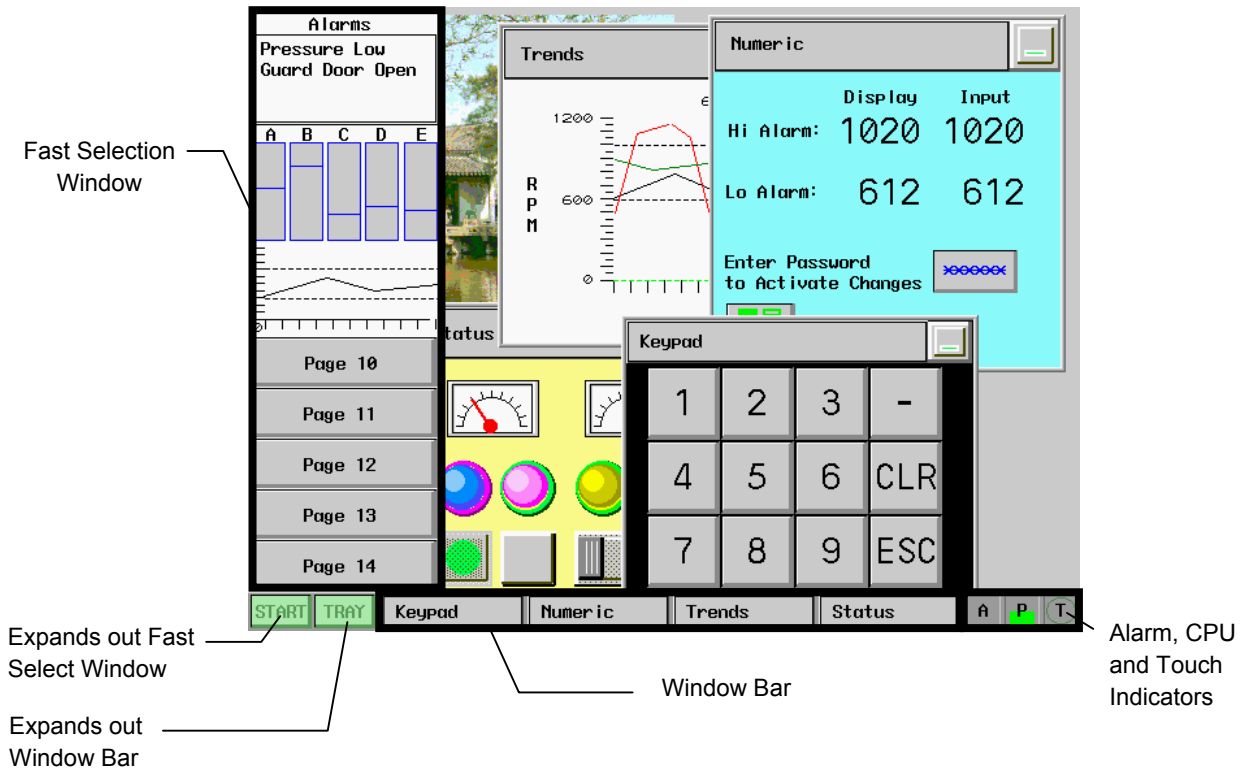 Alarms
Pressure Low
Guard Door Open
A B C D E
0
Page 10
Page 11
Page 12
Page 13
Page 14
Trends
1200
RPM
600
0
Numeric
Display Input
Hi Alarm: 1020 1020
Lo Alarm: 612 612
Enter Password
to Activate Changes
tatus
Keypad
1 2 3 -
4 5 6 CLR
7 8 9 ESC
START TRAY Keypad Numeric Trends Status A P T
Fast Selection
Window
Expands out Fast
Select Window
Expands out
Window Bar
Window Bar
Alarm, CPU
and Touch
Indicators